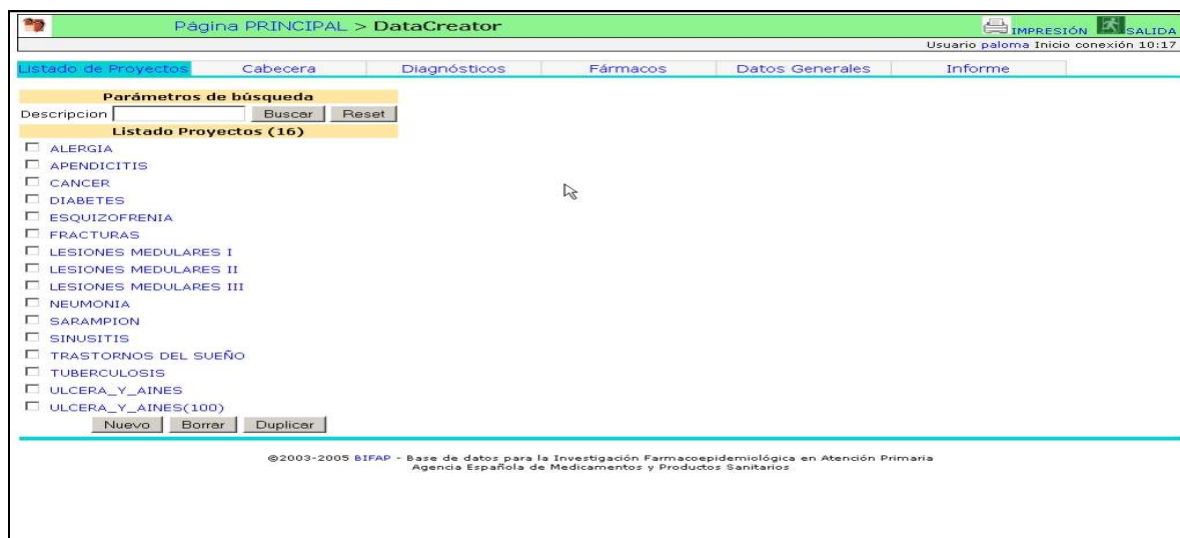 Página PRINCIPAL > DataCreator
IMPRESIÓN SALIDA
Usuario paloma Inicio conexión 10:17
Listado de Proyectos Cabecera Diagnósticos Fármacos Datos Generales Informe
Parámetros de búsqueda
Descripcion Buscar Reset
Listado Proyectos (16)
ALERGIA
APENDICITIS
CANCER
DIABETES
ESQUIZOFRENIA
FRACTURAS
LESIONES MEDULARES I
LESIONES MEDULARES II
LESIONES MEDULARES III
NEUMONIA
SARAMPION
SINUSITIS
TRASTORNOS DEL SUEÑO
TUBERCULOSIS
ULCERA_Y_AINES
ULCERA_Y_AINES(100)
Nuevo Borrar Duplicar
©2003-2005 BIFAP - Base de datos para la Investigación Farmacoepidemiológica en Atención Primaria
Agencia Española de Medicamentos y Productos Sanitarios